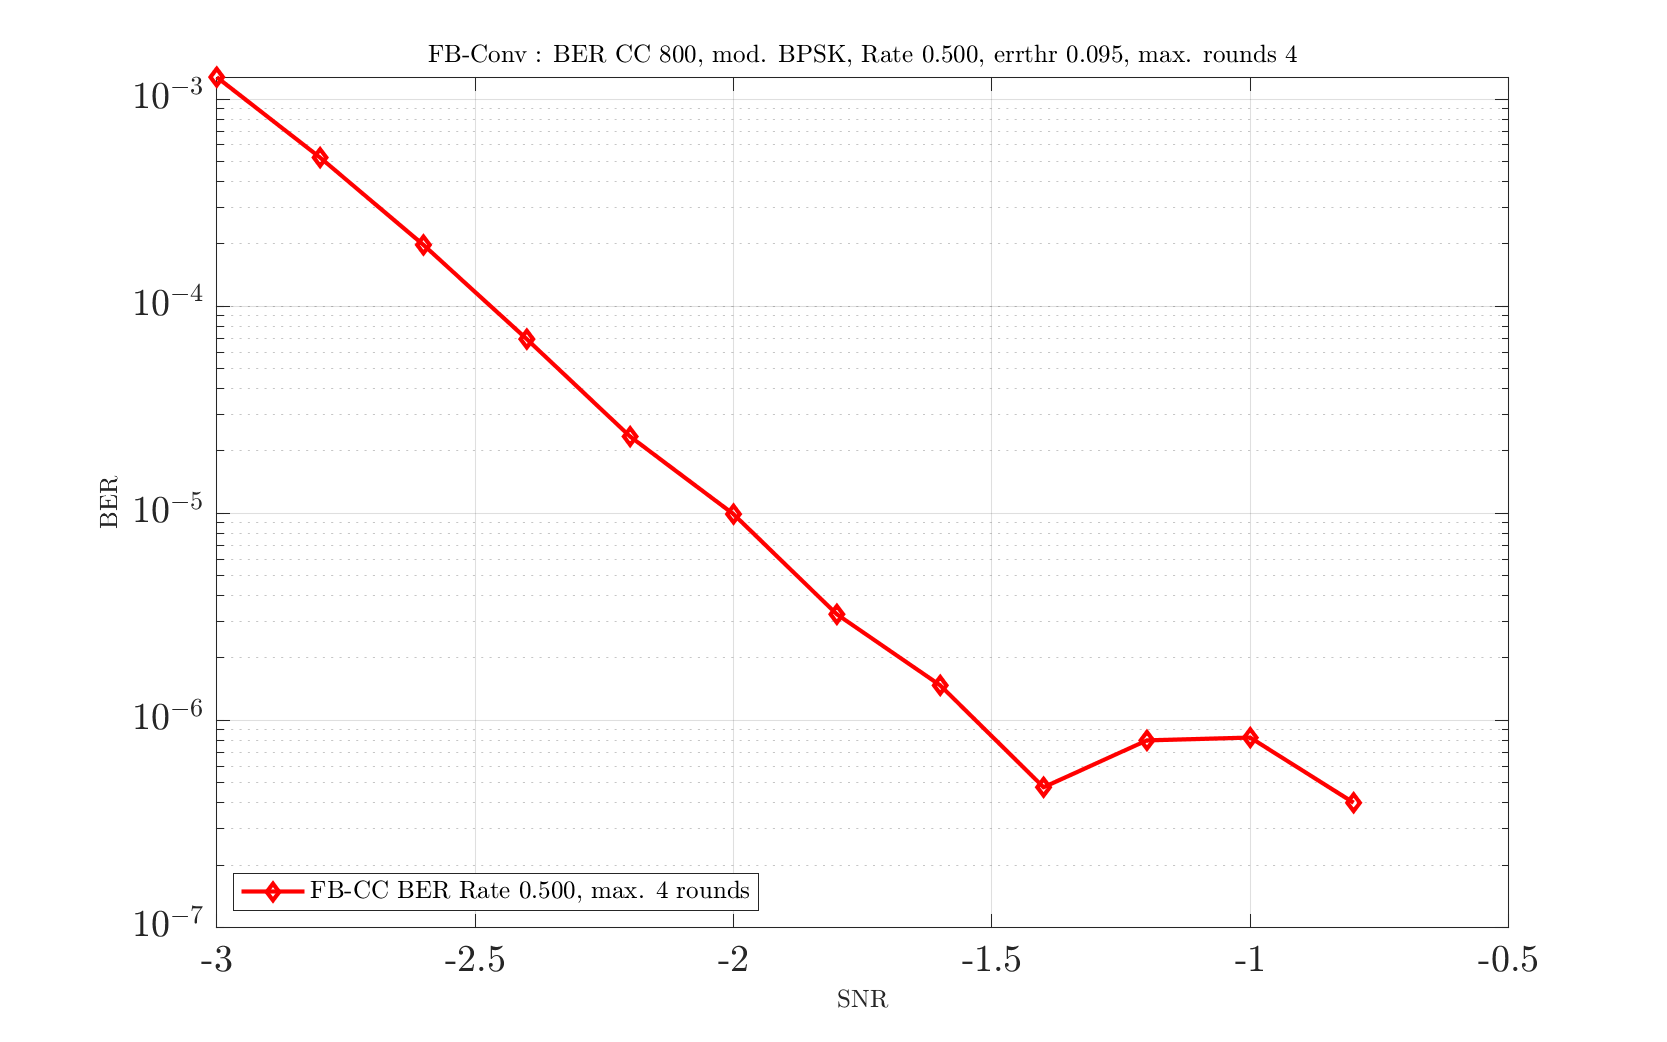 FB-Conv : BER CC 800, mod. BPSK, Rate 0.500, errthr 0.095, max. rounds 4
10⁻³
10⁻⁴
10⁻⁵
10⁻⁶
10⁻⁷
BER
FB-CC BER Rate 0.500, max. 4 rounds
-3 -2.5 -2 -1.5 -1 -0.5
SNR